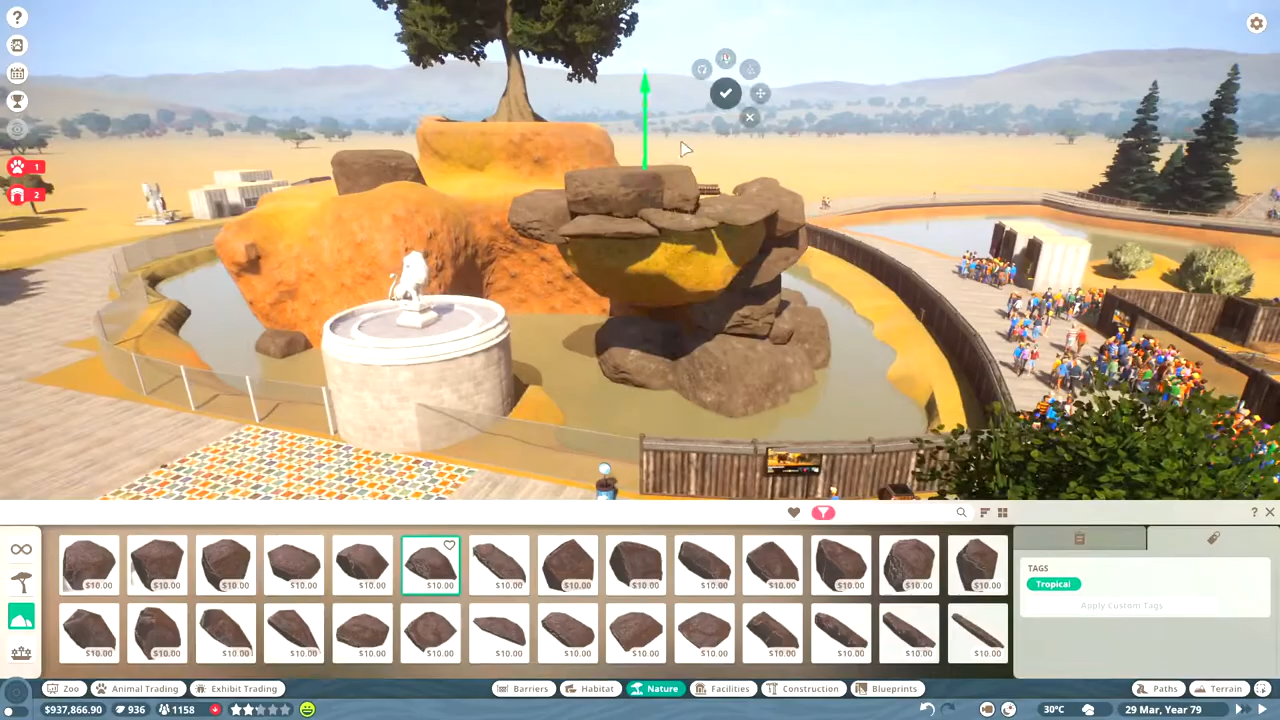 ?
1
2
? ×
$10.00 $10.00 $10.00 $10.00 $10.00 $10.00 $10.00 $10.00 $10.00 $10.00 $10.00 $10.00 $10.00 $10.00
TAGS
Tropical
Apply Custom Tags
$10.00 $10.00 $10.00 $10.00 $10.00 $10.00 $10.00 $10.00 $10.00 $10.00 $10.00 $10.00 $10.00 $10.00
Zoo Animal Trading Exhibit Trading Barriers Habitat Nature Facilities Construction Blueprints Paths Terrain
$937,866.90 936 1158 30°C 29 Mar, Year 79